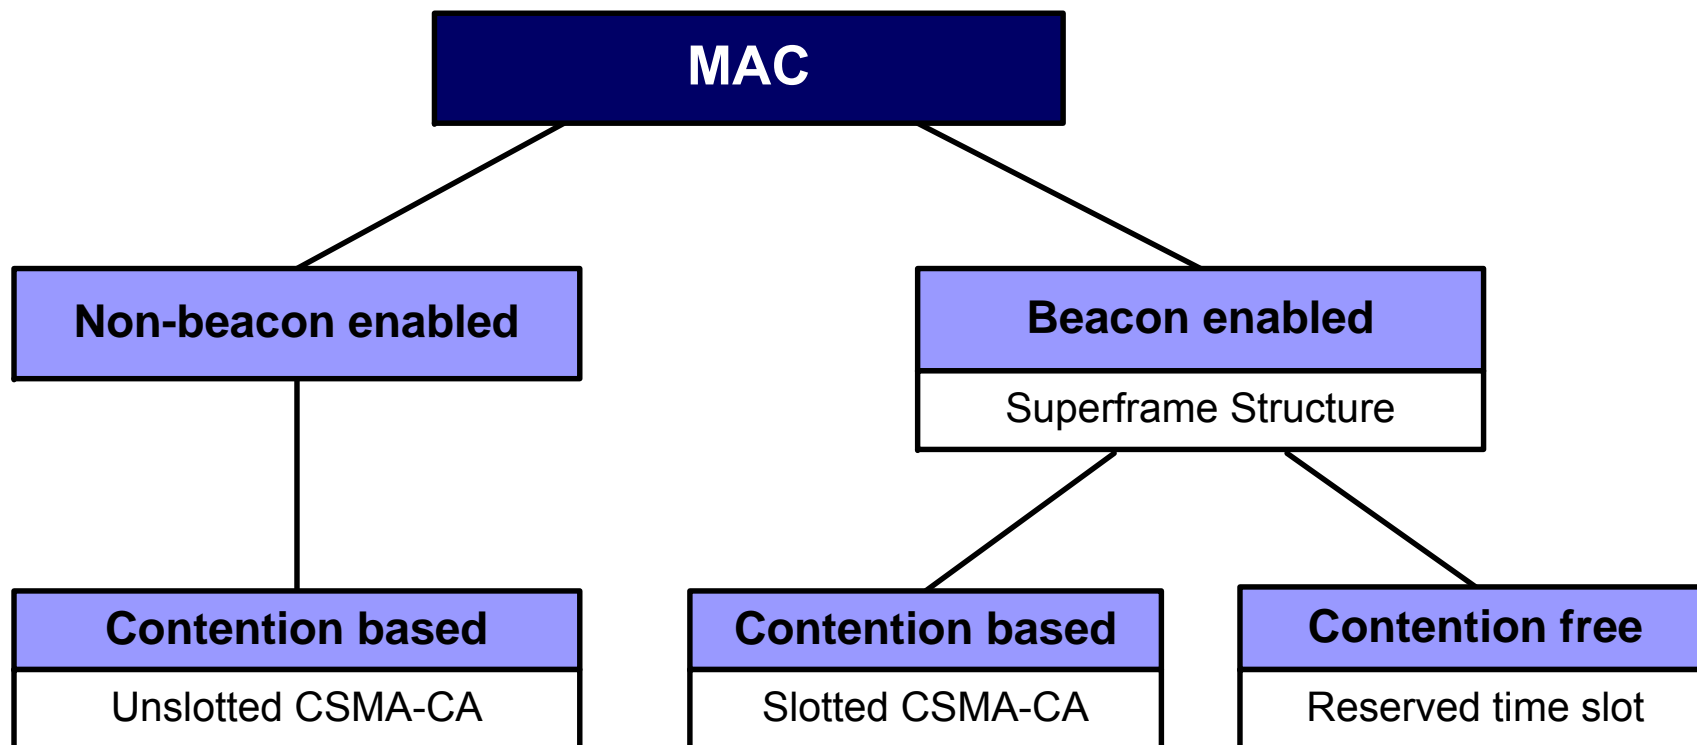 MAC
Non-beacon enabled
Beacon enabled
Superframe Structure
Contention based
Unslotted CSMA-CA
Contention based
Slotted CSMA-CA
Contention free
Reserved time slot